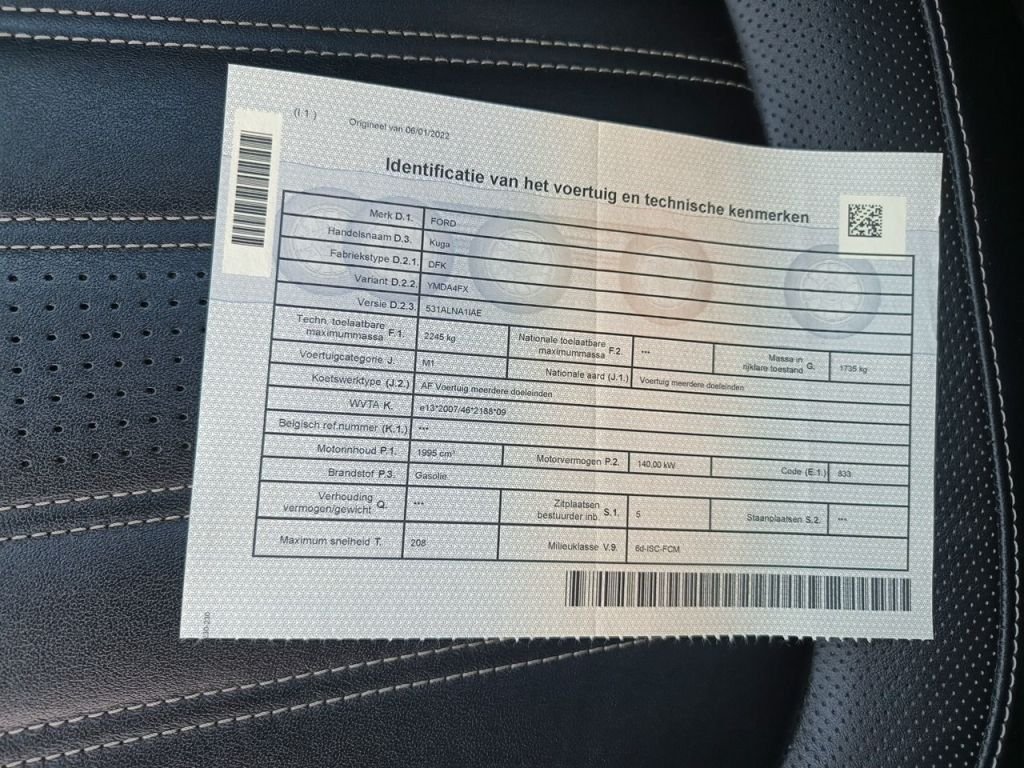 (I.1)
Origineel van 06/01/2022
Identificatie van het voertuig en technische kenmerken
Merk D.1. FORD
Handelsnaam D.3. Kuga
Fabriekstype D.2.1. DFK
Variant D.2.2. YMDA4FX
Versie D.2.3. 531ALNA1IAE
Techn. toelaatbare maximummassa F.1. 2245 kg Nationale toelaatbare maximummassa F.2. --- Massa in rijklare toestand G. 1735 kg
Voertuigcategorie J. M1 Nationale aard (J.1.) Voertuig meerdere doeleinden
Koetswerktype (J.2.) AF Voertuig meerdere doeleinden
WVTA K. e13*2007/46*2188*09
Belgisch ref.nummer (K.1.) ---
Motorinhoud P.1. 1995 cm³ Motorvermogen P.2. 140,00 kW Code (E.1.) 833
Brandstof P.3. Gasolie
Verhouding vermogen/gewicht Q. --- Zitplaatsen bestuurder inb. S.1. 5 Staanplaatsen S.2. ---
Maximum snelheid T. 208 Milieuklasse V.9. 6d-ISC-FCM